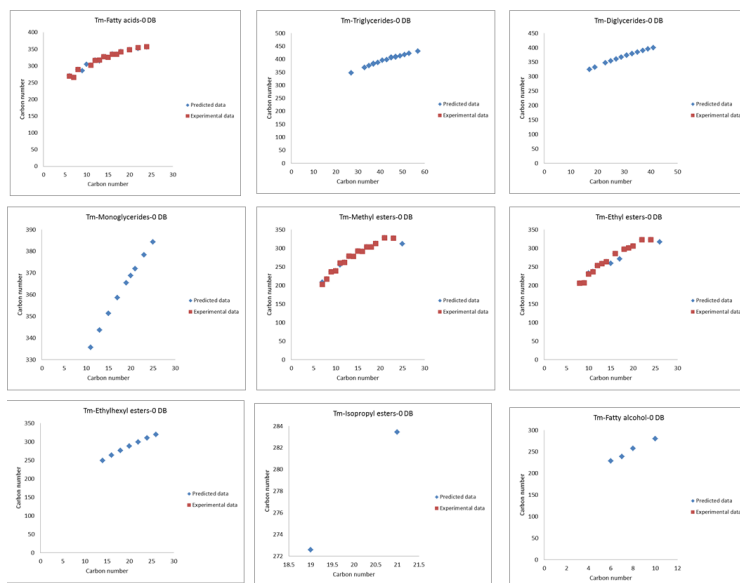 Tm-Fatty acids-0 DB
Carbon number
400
350
300
250
200
150
100
50
0
0 5 10 15 20 25 30
Carbon number
Predicted data
Experimental data
Tm-Triglycerides-0 DB
Carbon number
500
450
400
350
300
250
200
150
100
50
0
0 10 20 30 40 50 60
Carbon number
Predicted data
Experimental data
Tm-Diglycerides-0 DB
Carbon number
450
400
350
300
250
200
150
100
50
0
0 10 20 30 40 50
Carbon number
Predicted data
Experimental data
Tm-Monoglycerides-0 DB
Carbon number
390
380
370
360
350
340
330
0 5 10 15 20 25 30
Carbon number
Predicted data
Experimental data
Tm-Methyl esters-0 DB
Carbon number
350
300
250
200
150
100
50
0
0 5 10 15 20 25 30
Carbon number
Predicted data
Experimental data
Tm-Ethyl esters-0 DB
Carbon number
350
300
250
200
150
100
50
0
0 5 10 15 20 25 30
Carbon number
Predicted data
Experimental data
Tm-Ethylhexyl esters-0 DB
Carbon number
350
300
250
200
150
100
50
0
0 5 10 15 20 25 30
Carbon number
Predicted data
Experimental data
Tm-Isopropyl esters-0 DB
Carbon number
284
282
280
278
276
274
272
18.5 19 19.5 20 20.5 21 21.5
Carbon number
Predicted data
Experimental data
Tm-Fatty alcohol-0 DB
Carbon number
300
250
200
150
100
50
0
0 2 4 6 8 10 12
Carbon number
Predicted data
Experimental data